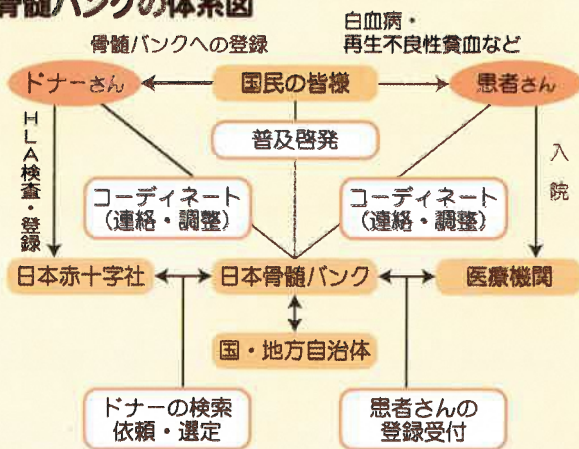 骨髄バンクの体系図
白血病・
再生不良性貧血など
骨髄バンクへの登録
ドナーさん
国民の皆様
患者さん
普及啓発
HLA検査・登録
入院
コーディネート
（連絡・調整）
コーディネート
（連絡・調整）
日本赤十字社
日本骨髄バンク
医療機関
国・地方自治体
ドナーの検索
依頼・選定
患者さんの
登録受付